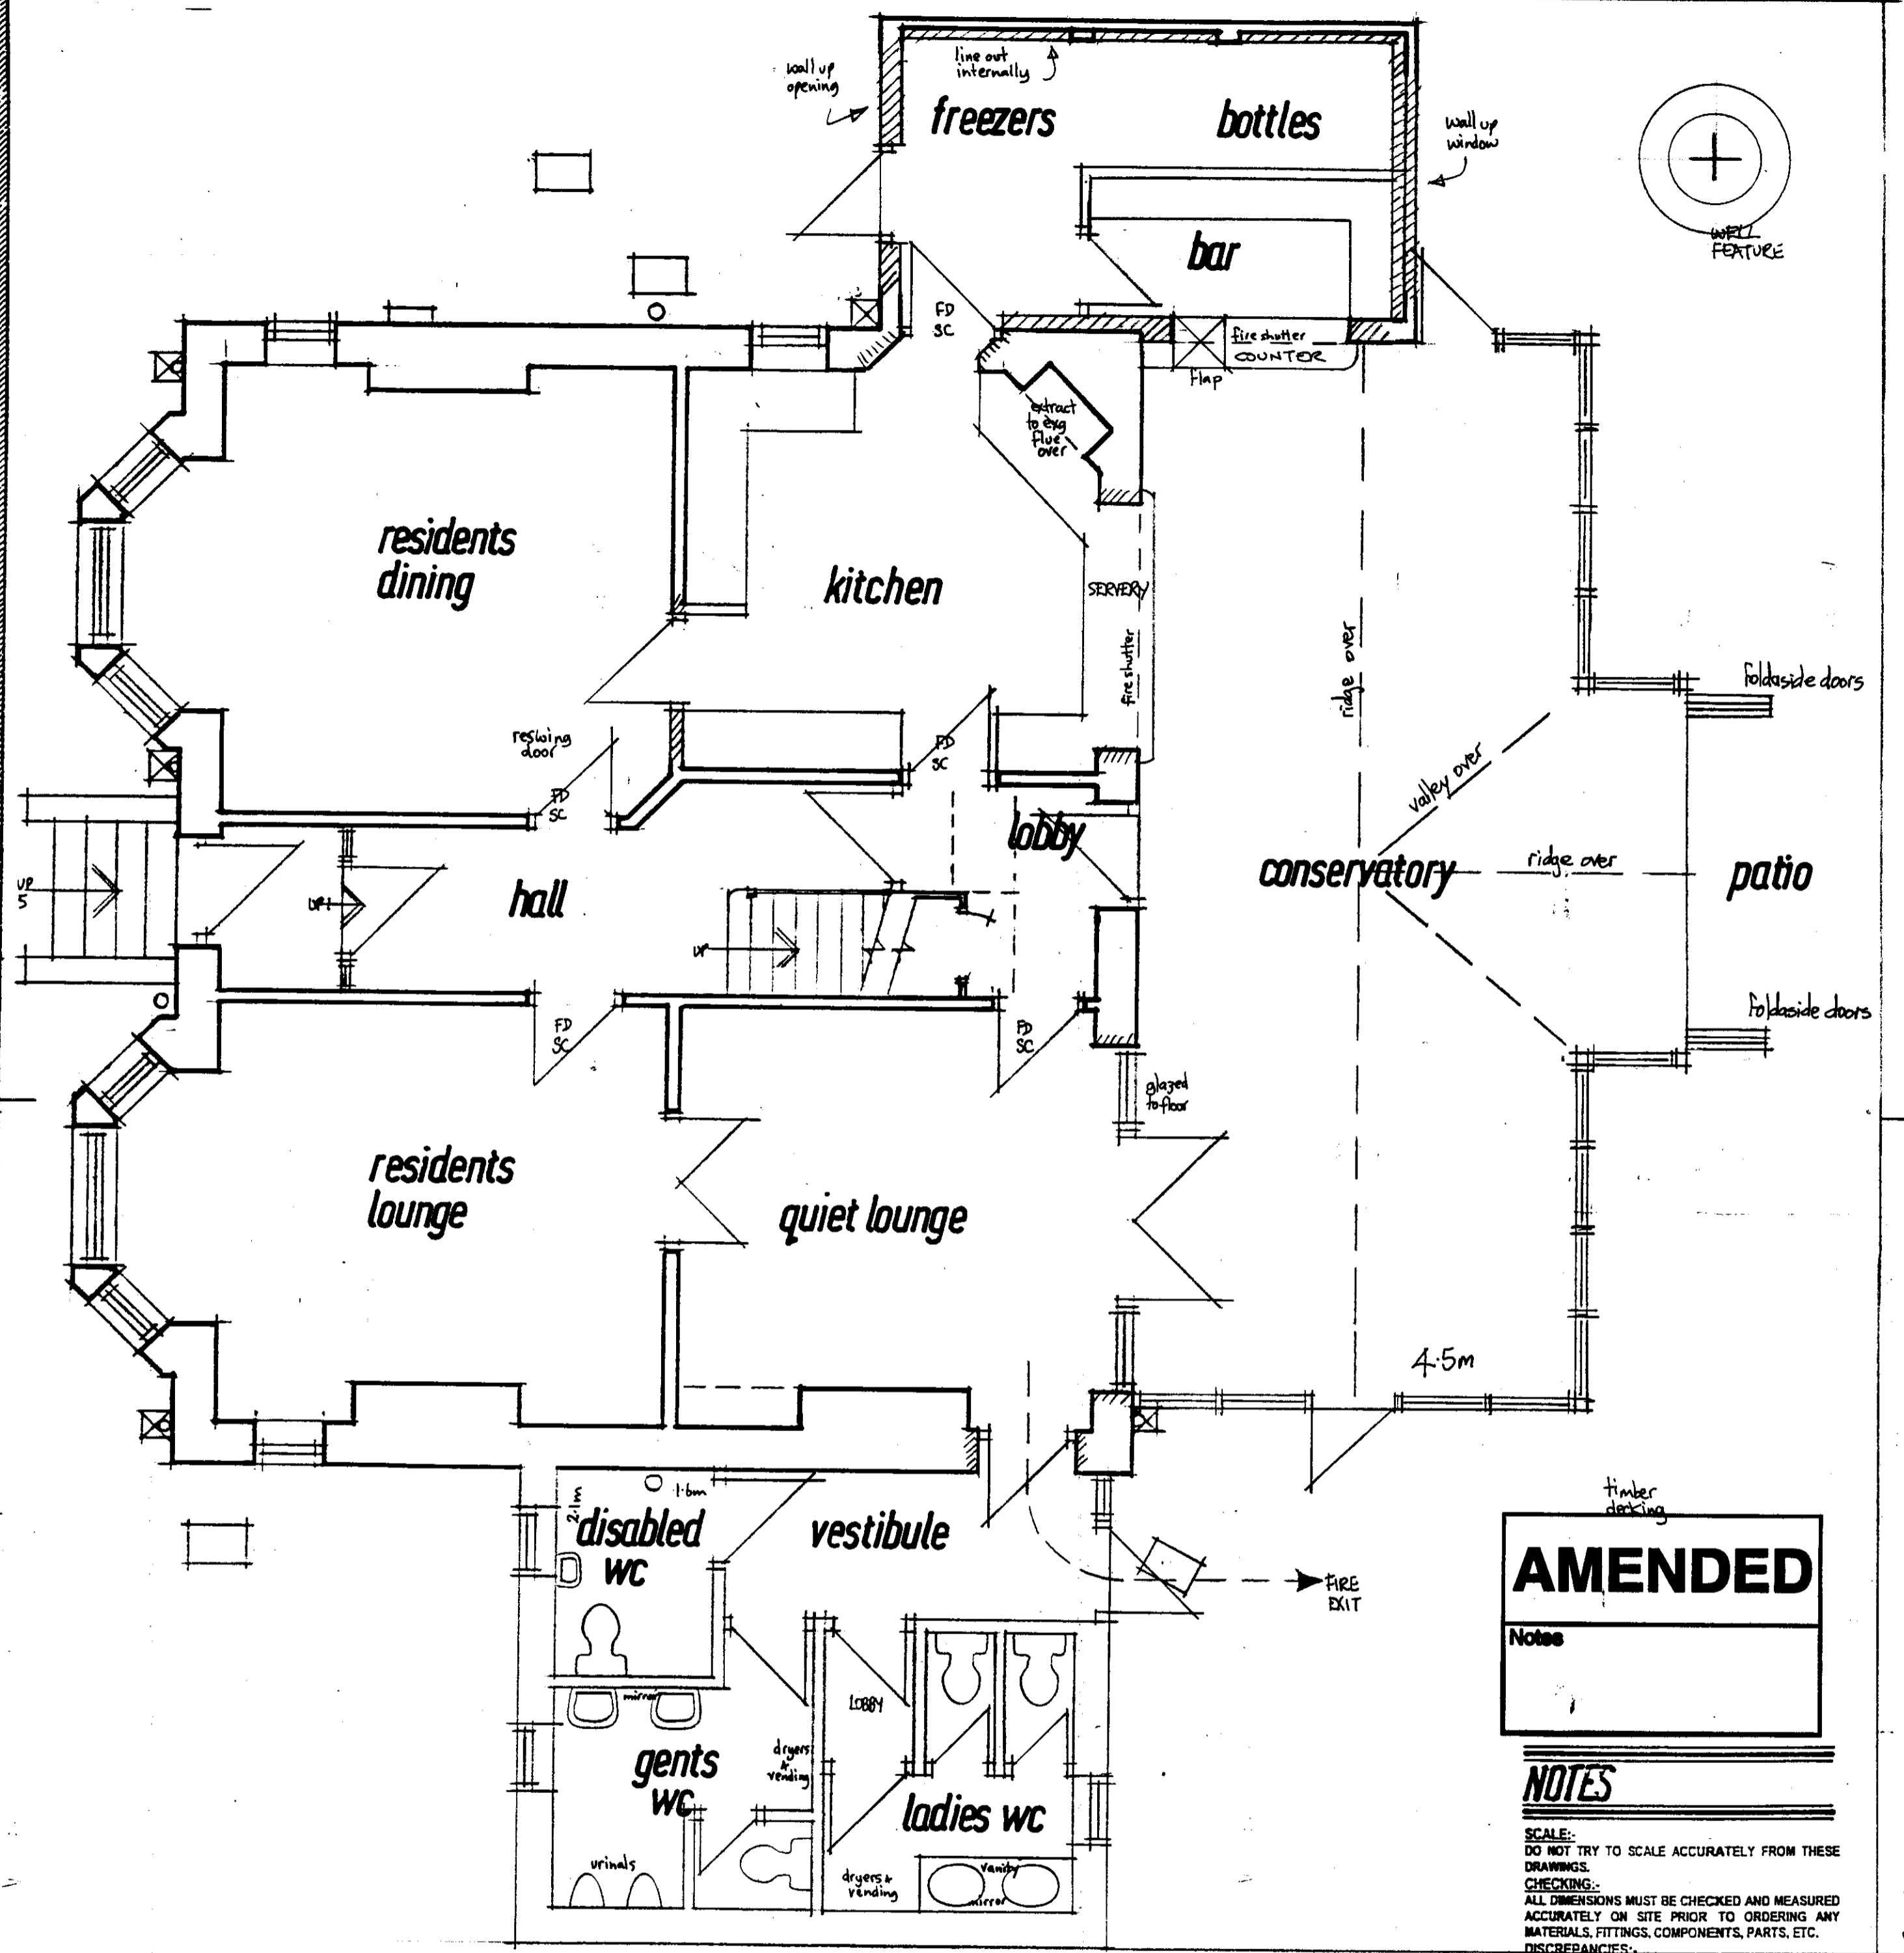 wall up
opening
line out
internally
freezers
bottles
wall up
window
WELL
FEATURE
bar
FD
SC
fire shutter
COUNTER
flap
extract
to exg
flue
over
residents
dining
kitchen
SERVERY
fire shutter
ridge over
foldaside doors
reswing
door
FD
SC
FD
SC
valley over
lobby
UP
5
UP1
hall
conservatory
ridge over
patio
UP
FD
SC
FD
SC
foldaside doors
glazed
to floor
residents
lounge
quiet lounge
4.5m
timber
decking
2.1m
1.6m
disabled
wc
vestibule
FIRE
EXIT
AMENDED
Notes
mirror
LOBBY
gents
wc
dryers
&
vending
ladies wc
urinals
dryers &
vending
vanity
mirror
NOTES
SCALE:-
DO NOT TRY TO SCALE ACCURATELY FROM THESE
DRAWINGS.
CHECKING:-
ALL DIMENSIONS MUST BE CHECKED AND MEASURED
ACCURATELY ON SITE PRIOR TO ORDERING ANY
MATERIALS, FITTINGS, COMPONENTS, PARTS, ETC.
DISCREPANCIES:-